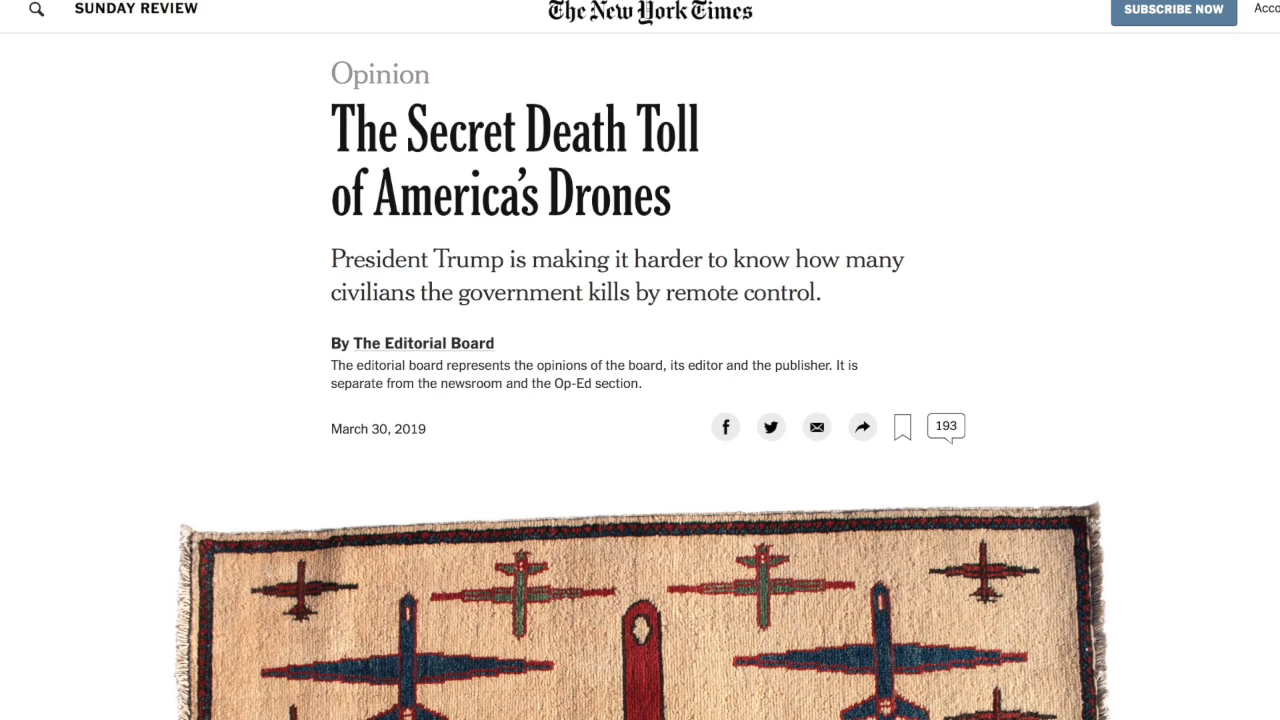 SUNDAY REVIEW
The New York Times
SUBSCRIBE NOW
Acco
Opinion
The Secret Death Toll
of America's Drones
President Trump is making it harder to know how many
civilians the government kills by remote control.
By The Editorial Board
The editorial board represents the opinions of the board, its editor and the publisher. It is
separate from the newsroom and the Op-Ed section.
March 30, 2019
193